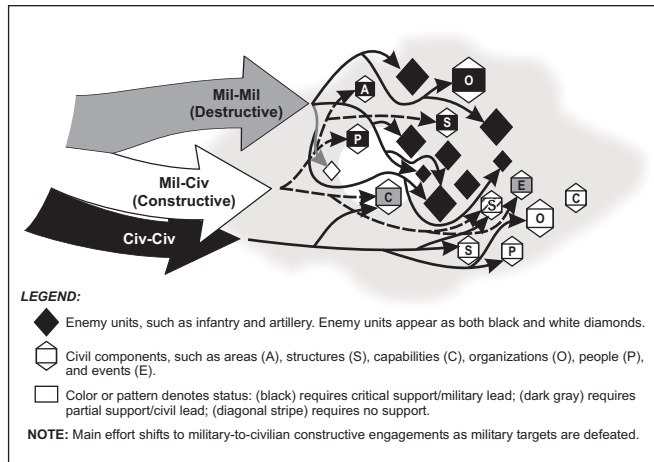 O
A
Mil-Mil
(Destructive)
S
P
Mil-Civ
(Constructive)
E
C
S
C
O
Civ-Civ
S
P
LEGEND:
Enemy units, such as infantry and artillery. Enemy units appear as both black and white diamonds.
Civil components, such as areas (A), structures (S), capabilities (C), organizations (O), people (P),
and events (E).
Color or pattern denotes status: (black) requires critical support/military lead; (dark gray) requires
partial support/civil lead; (diagonal stripe) requires no support.
NOTE: Main effort shifts to military-to-civilian constructive engagements as military targets are defeated.